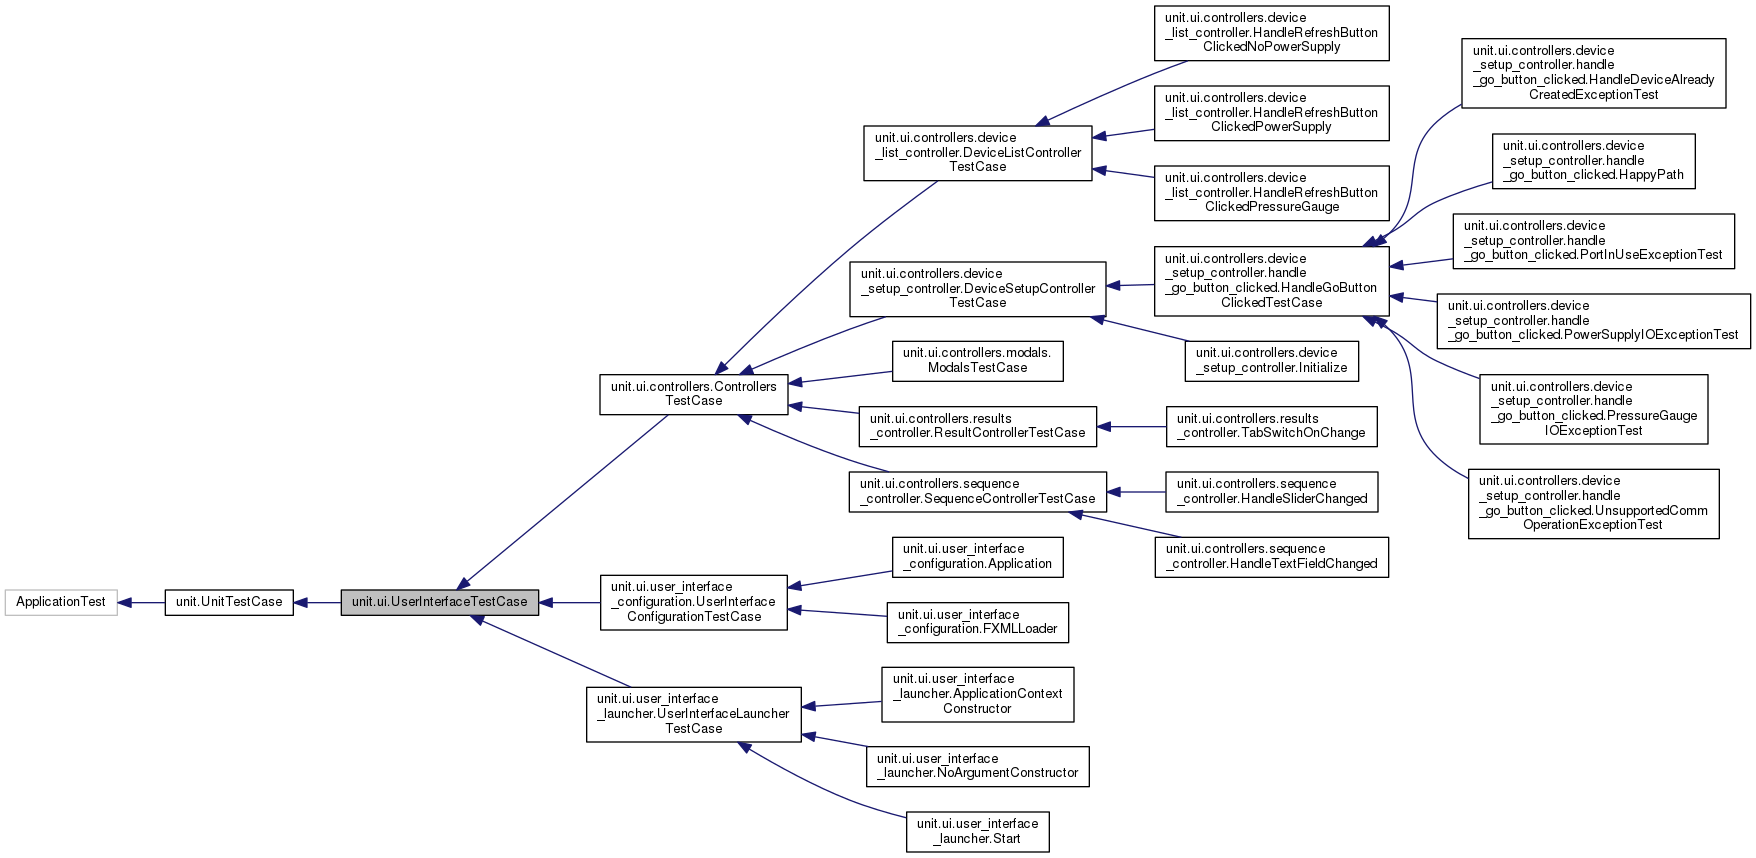 ApplicationTest
unit.UnitTestCase
unit.ui.UserInterfaceTestCase
unit.ui.controllers.Controllers
TestCase
unit.ui.user_interface
_configuration.UserInterface
ConfigurationTestCase
unit.ui.user_interface
_launcher.UserInterfaceLauncher
TestCase
unit.ui.controllers.device
_list_controller.DeviceListController
TestCase
unit.ui.controllers.device
_setup_controller.DeviceSetupController
TestCase
unit.ui.controllers.modals.
ModalsTestCase
unit.ui.controllers.results
_controller.ResultControllerTestCase
unit.ui.controllers.sequence
_controller.SequenceControllerTestCase
unit.ui.user_interface
_configuration.Application
unit.ui.user_interface
_configuration.FXMLLoader
unit.ui.user_interface
_launcher.ApplicationContext
Constructor
unit.ui.user_interface
_launcher.NoArgumentConstructor
unit.ui.user_interface
_launcher.Start
unit.ui.controllers.device
_list_controller.HandleRefreshButton
ClickedNoPowerSupply
unit.ui.controllers.device
_list_controller.HandleRefreshButton
ClickedPowerSupply
unit.ui.controllers.device
_list_controller.HandleRefreshButton
ClickedPressureGauge
unit.ui.controllers.device
_setup_controller.handle
_go_button_clicked.HandleGoButton
ClickedTestCase
unit.ui.controllers.device
_setup_controller.Initialize
unit.ui.controllers.results
_controller.TabSwitchOnChange
unit.ui.controllers.sequence
_controller.HandleSliderChanged
unit.ui.controllers.sequence
_controller.HandleTextFieldChanged
unit.ui.controllers.device
_setup_controller.handle
_go_button_clicked.HandleDeviceAlready
CreatedExceptionTest
unit.ui.controllers.device
_setup_controller.handle
_go_button_clicked.HappyPath
unit.ui.controllers.device
_setup_controller.handle
_go_button_clicked.PortInUseExceptionTest
unit.ui.controllers.device
_setup_controller.handle
_go_button_clicked.PowerSupplyIOExceptionTest
unit.ui.controllers.device
_setup_controller.handle
_go_button_clicked.PressureGauge
IOExceptionTest
unit.ui.controllers.device
_setup_controller.handle
_go_button_clicked.UnsupportedComm
OperationExceptionTest